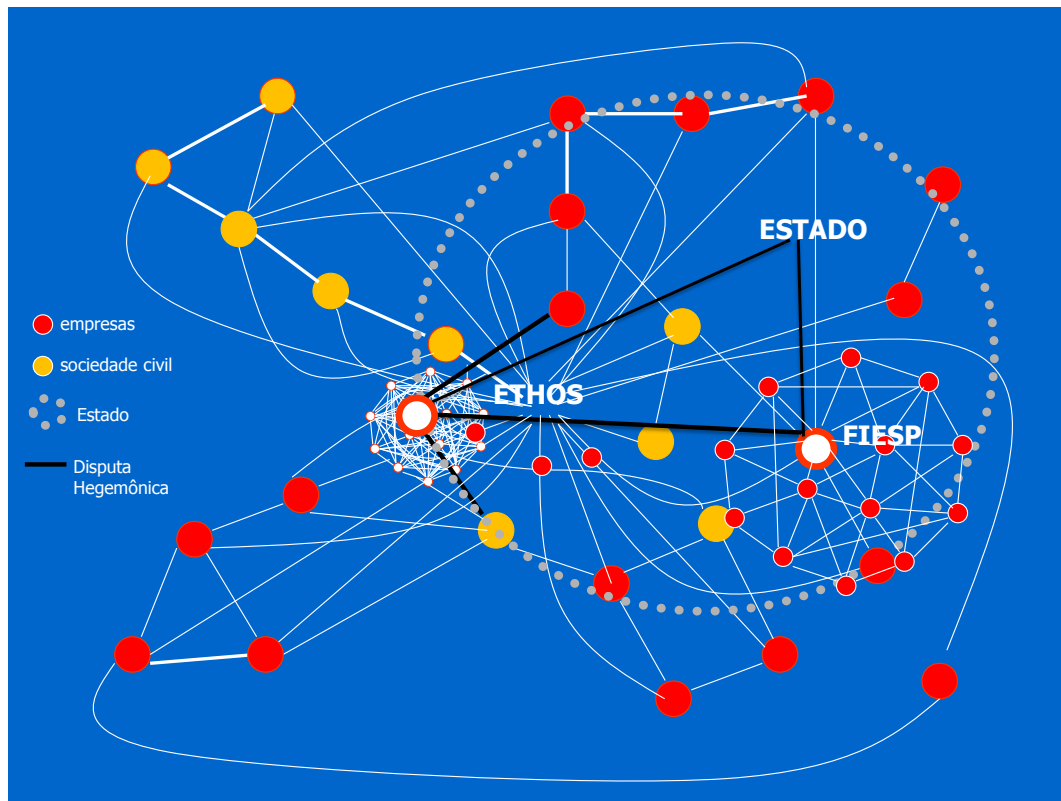 ESTADO
empresas
sociedade civil
ETHOS
Estado
FIESP
Disputa
Hegemônica